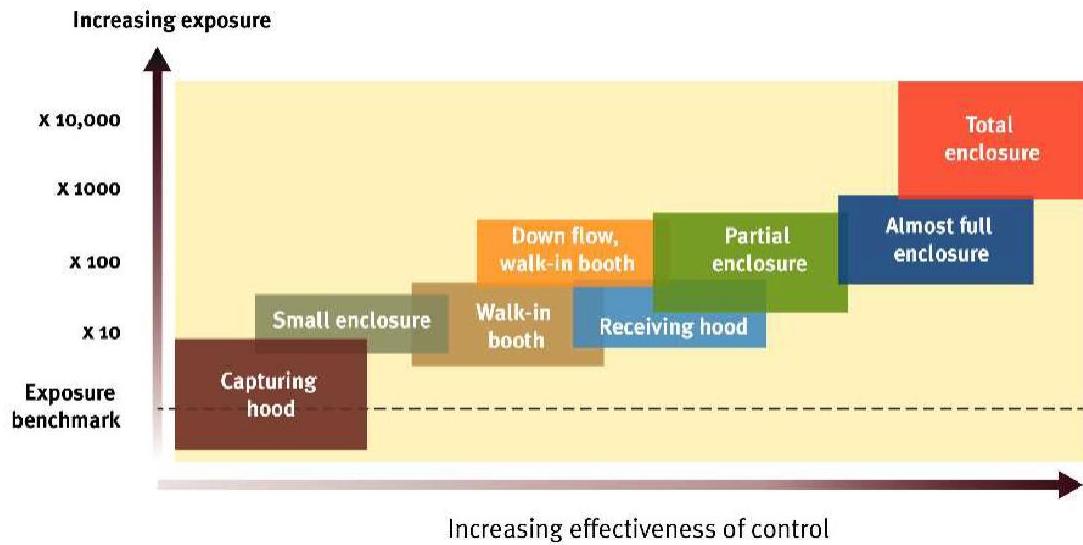 Increasing exposure
X 10,000
X 1000
X 100
X 10
Exposure
benchmark
Total
enclosure
Almost full
enclosure
Partial
enclosure
Down flow,
walk-in booth
Receiving hood
Walk-in
booth
Small enclosure
Capturing
hood
Increasing effectiveness of control